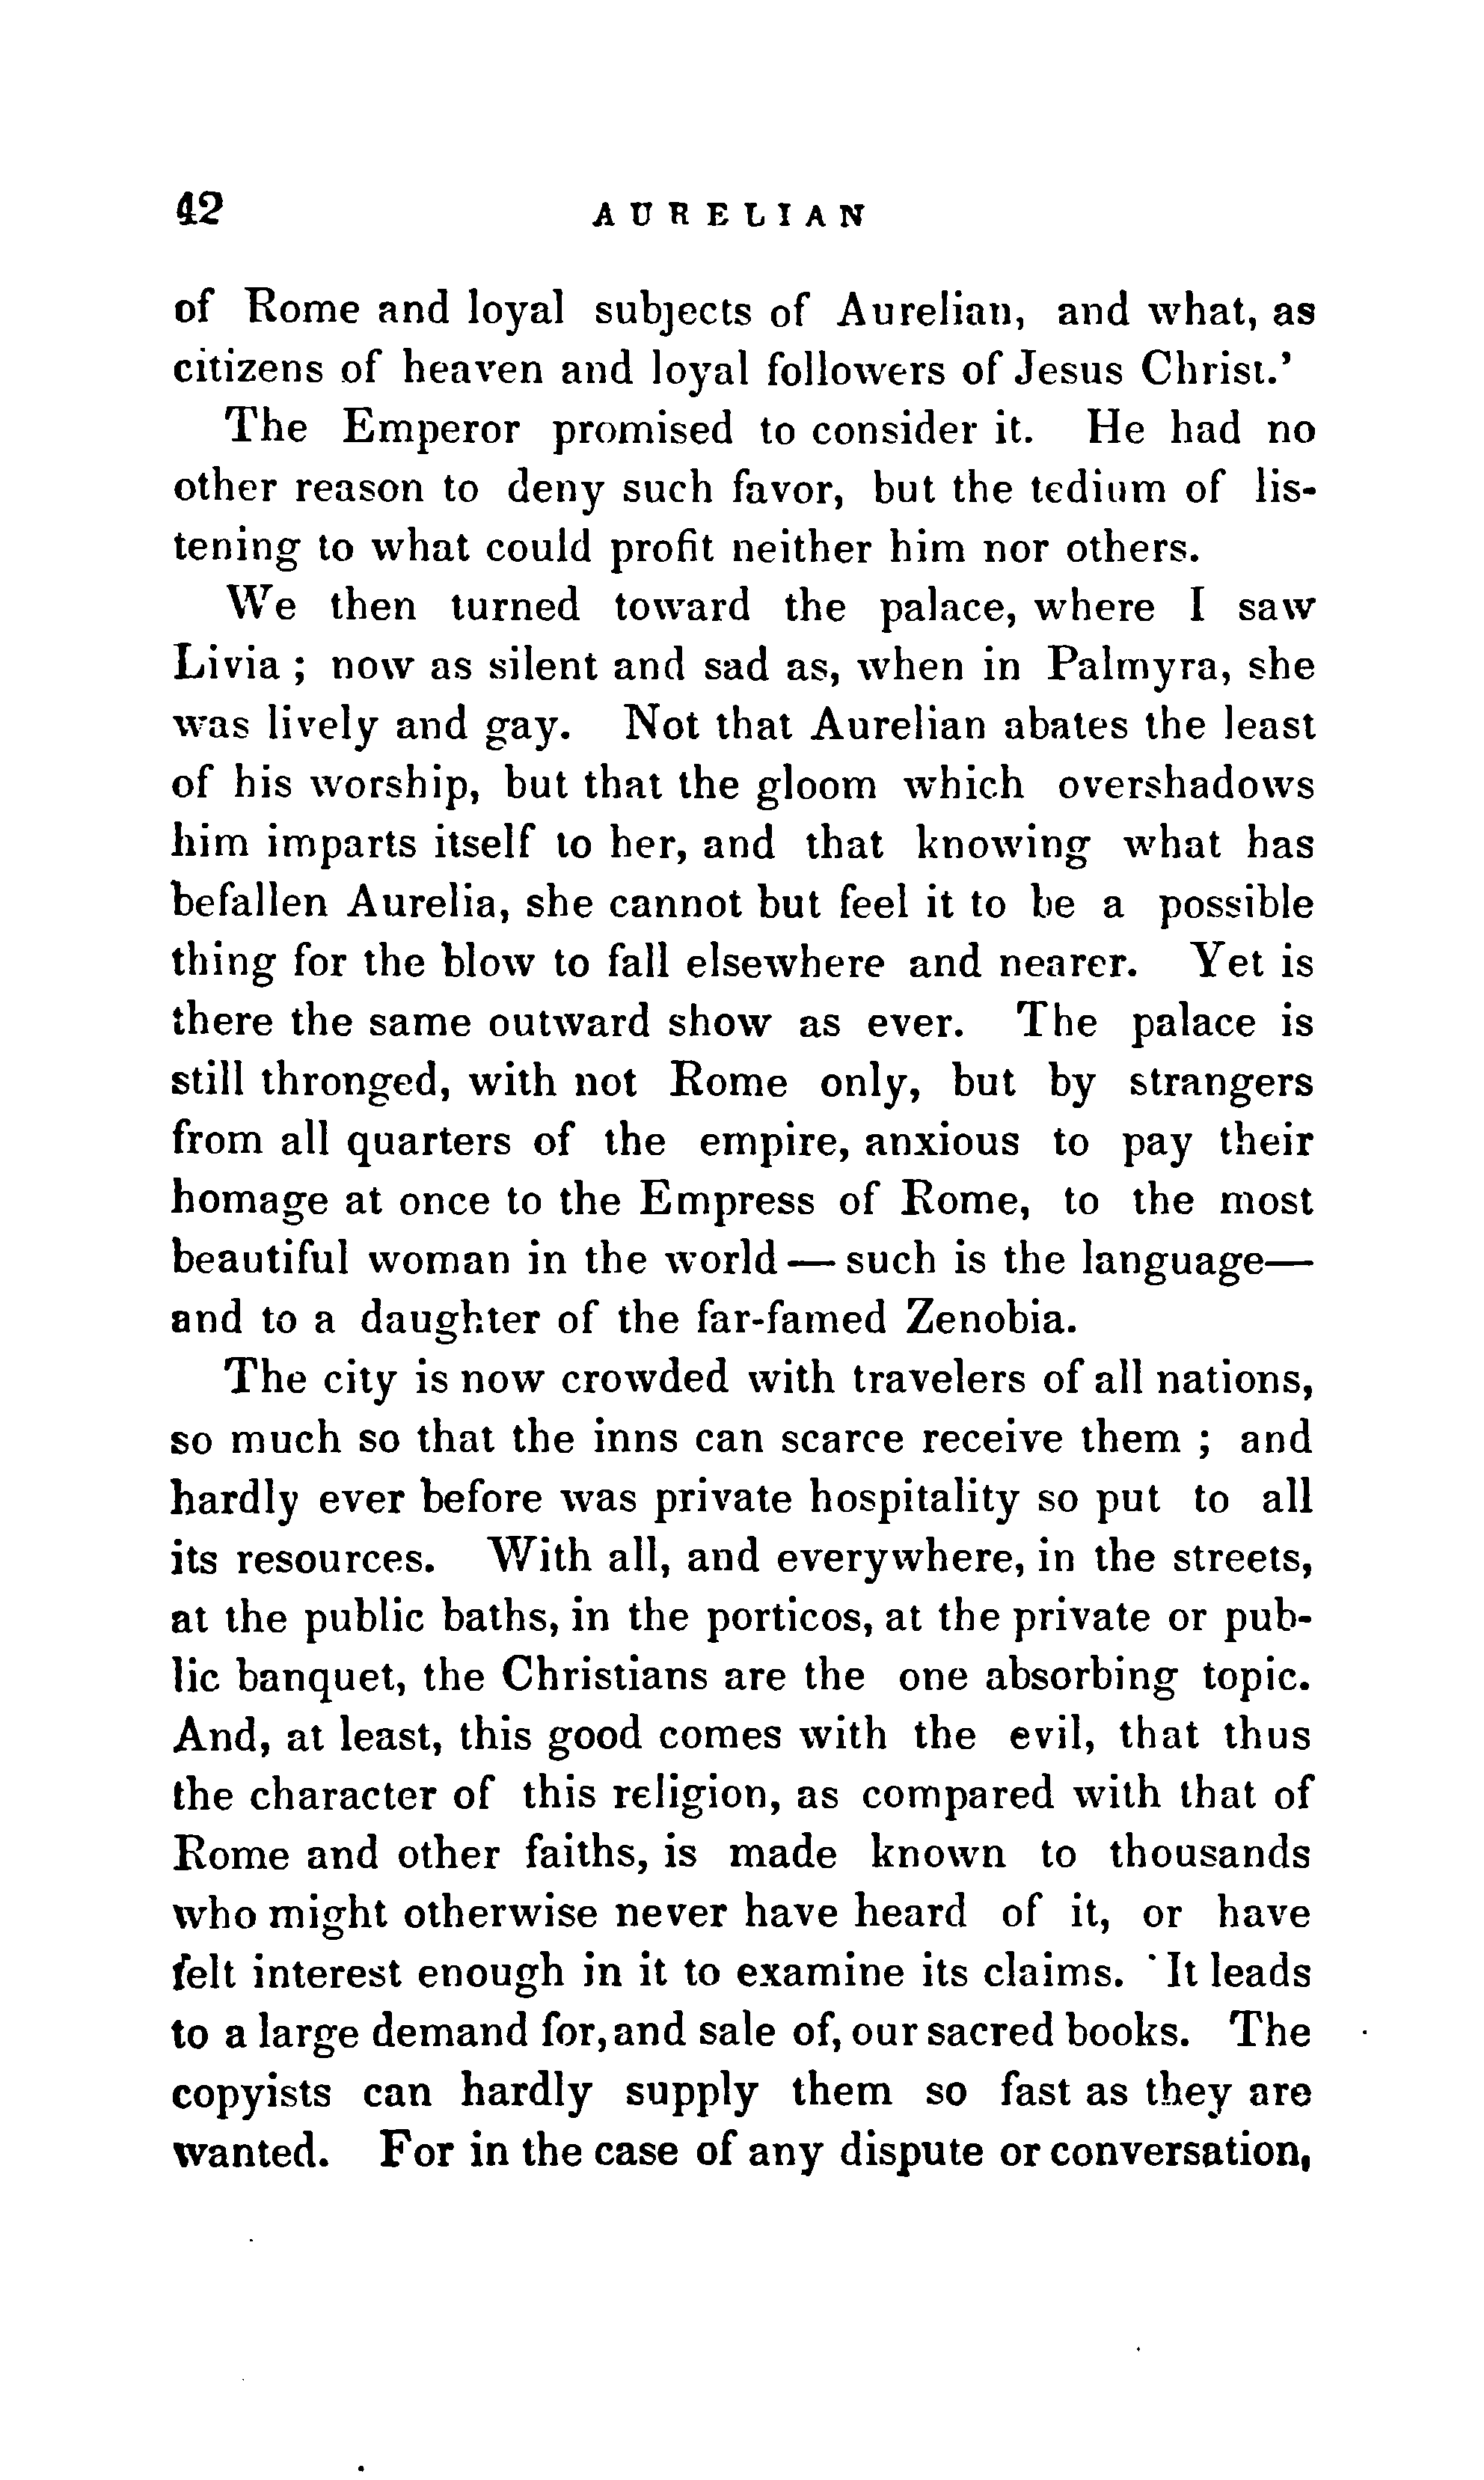 42 AURELIAN
of Rome and loyal subjects of Aurelian, and what, as
citizens of heaven and loyal followers of Jesus Christ.’
The Emperor promised to consider it. He had no
other reason to deny such favor, but the tedium of lis-
tening to what could profit neither him nor others.
We then turned toward the palace, where I saw
Livia ; now as silent and sad as, when in Palmyra, she
was lively and gay. Not that Aurelian abates the least
of his worship, but that the gloom which overshadows
him imparts itself to her, and that knowing what has
befallen Aurelia, she cannot but feel it to be a possible
thing for the blow to fall elsewhere and nearer. Yet is
there the same outward show as ever. The palace is
still thronged, with not Rome only, but by strangers
from all quarters of the empire, anxious to pay their
homage at once to the Empress of Rome, to the most
beautiful woman in the world — such is the language—
and to a daughter of the far-famed Zenobia.
The city is now crowded with travelers of all nations,
so much so that the inns can scarce receive them ; and
hardly ever before was private hospitality so put to all
its resources. With all, and everywhere, in the streets,
at the public baths, in the porticos, at the private or pub-
lic banquet, the Christians are the one absorbing topic.
And, at least, this good comes with the evil, that thus
the character of this religion, as compared with that of
Rome and other faiths, is made known to thousands
who might otherwise never have heard of it, or have
felt interest enough in it to examine its claims. It leads
to a large demand for, and sale of, our sacred books. The
copyists can hardly supply them so fast as they are
wanted. For in the case of any dispute or conversation,